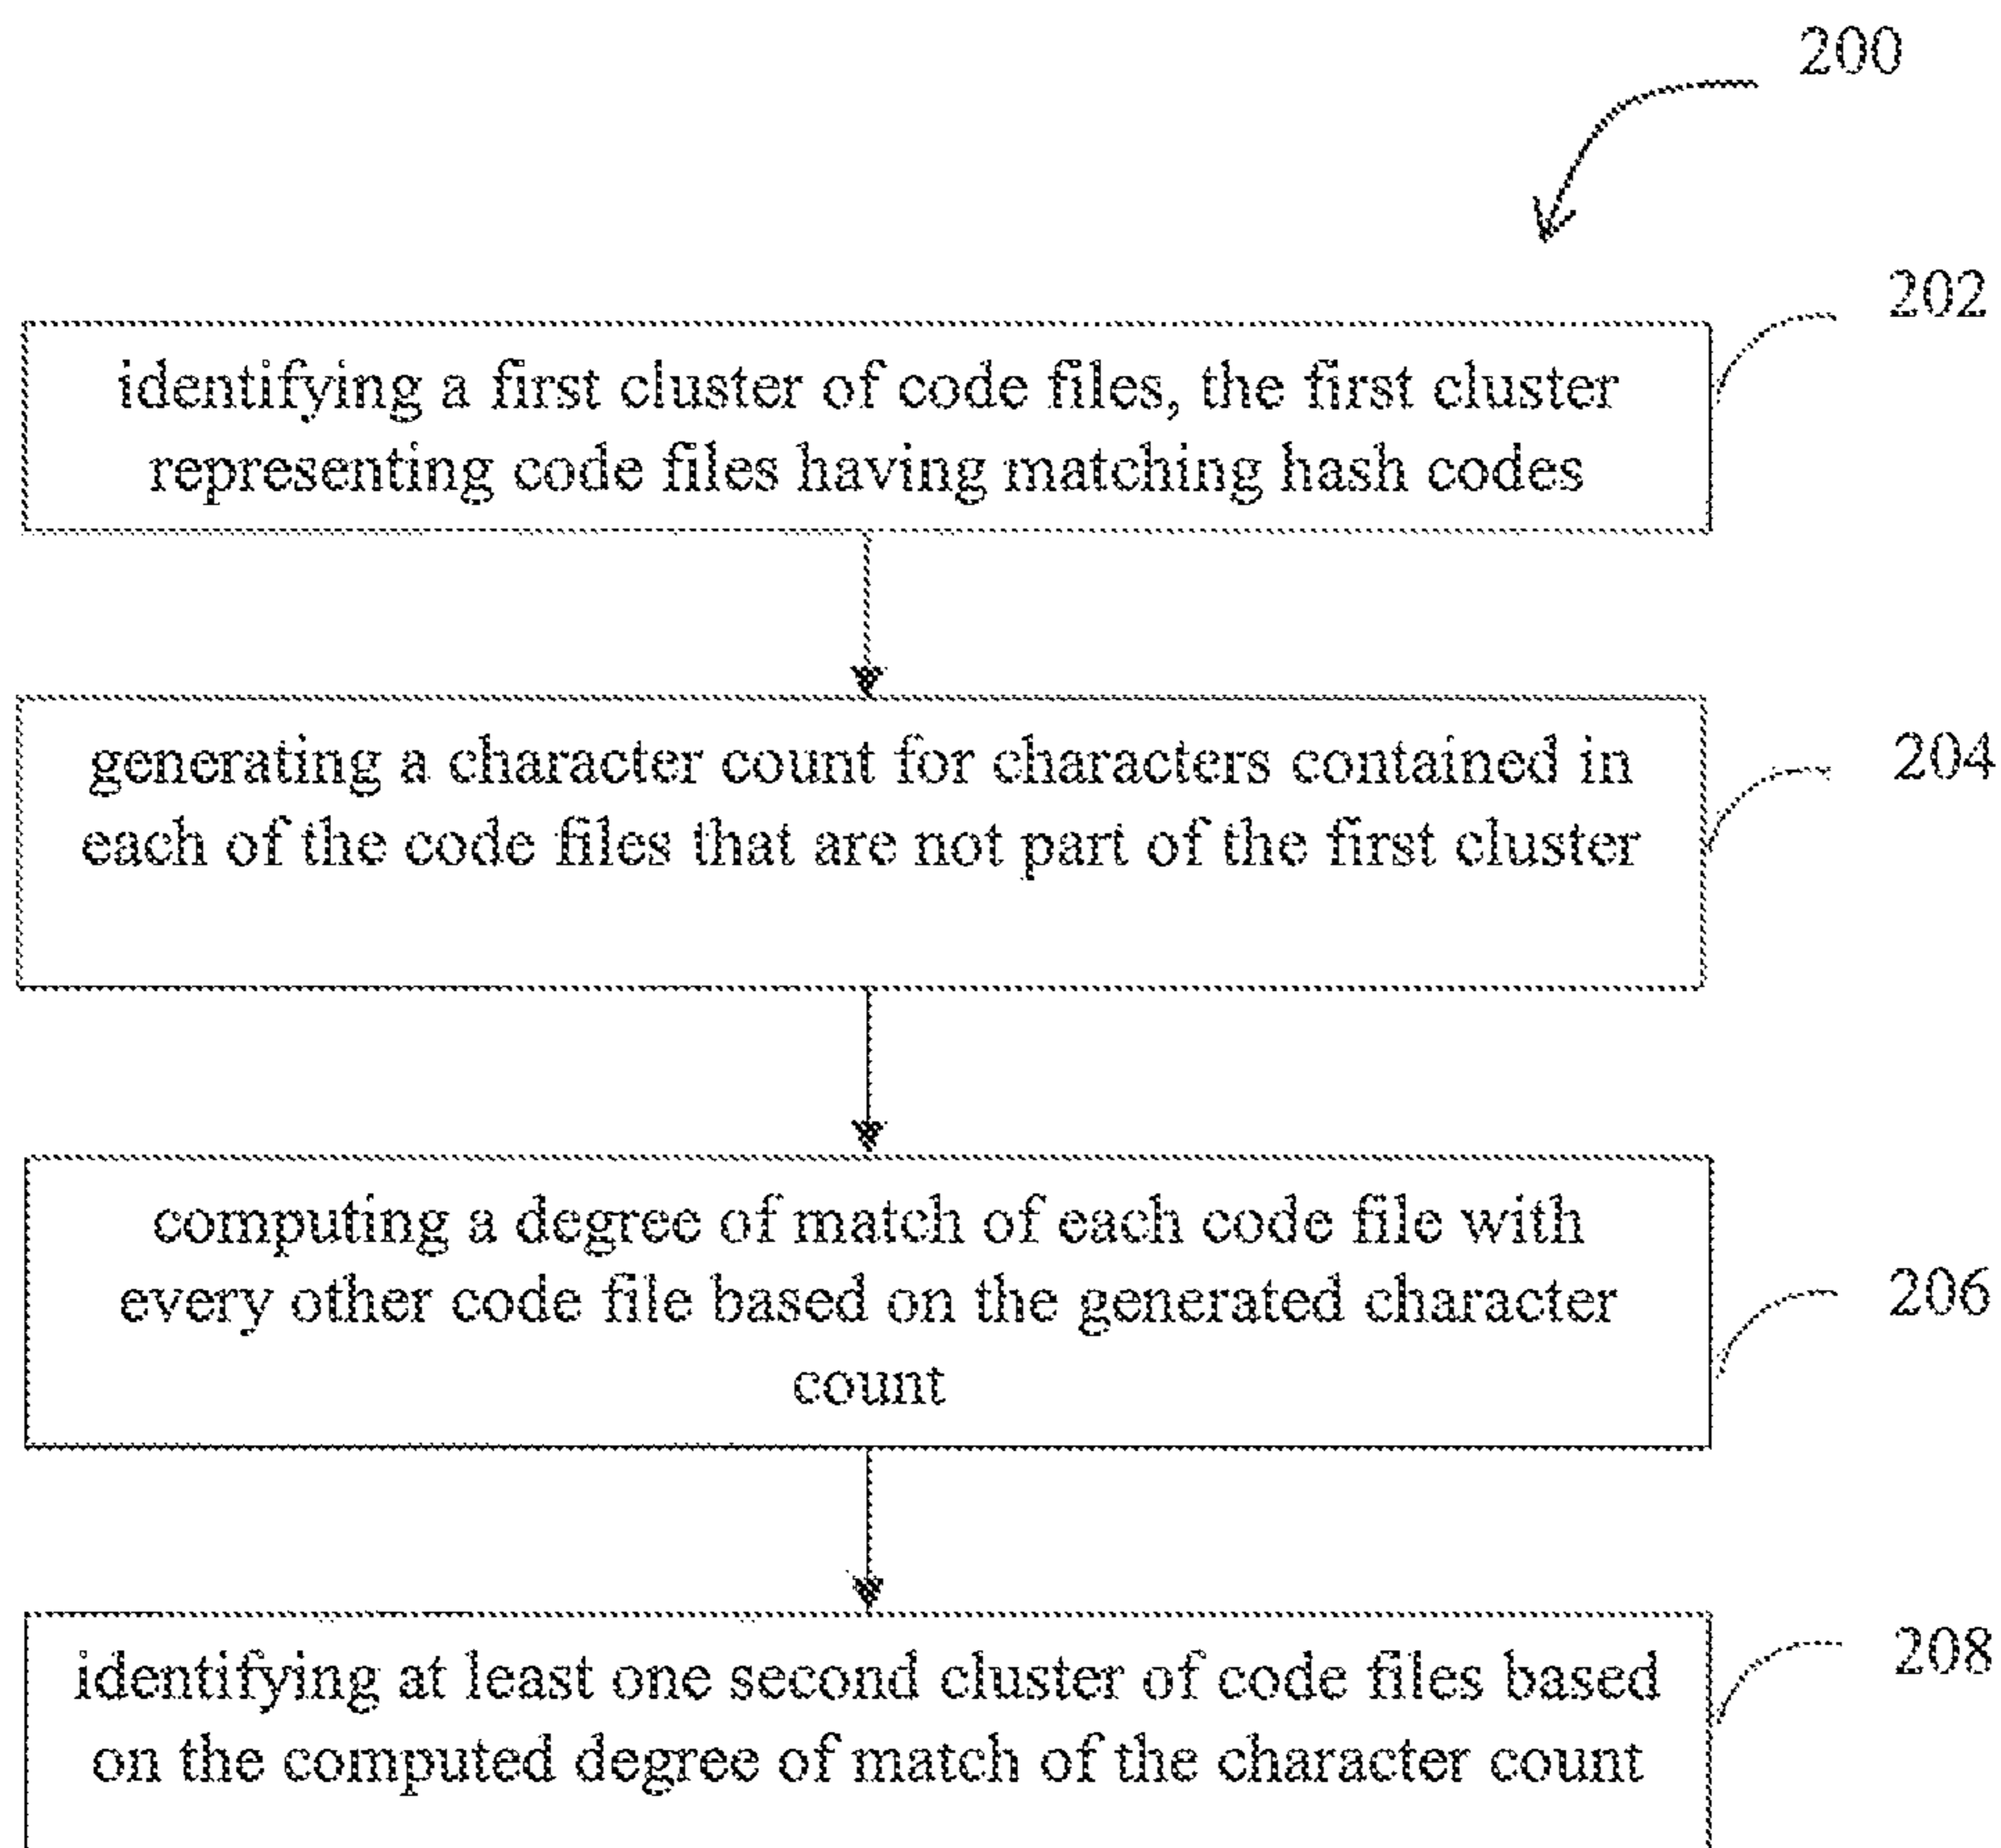 200
202
identifying a first cluster of code files, the first cluster
representing code files having matching hash codes
generating a character count for characters contained in
each of the code files that are not part of the first cluster
204
computing a degree of match of each code file with
every other code file based on the generated character
count
206
identifying at least one second cluster of code files based
on the computed degree of match of the character count
208